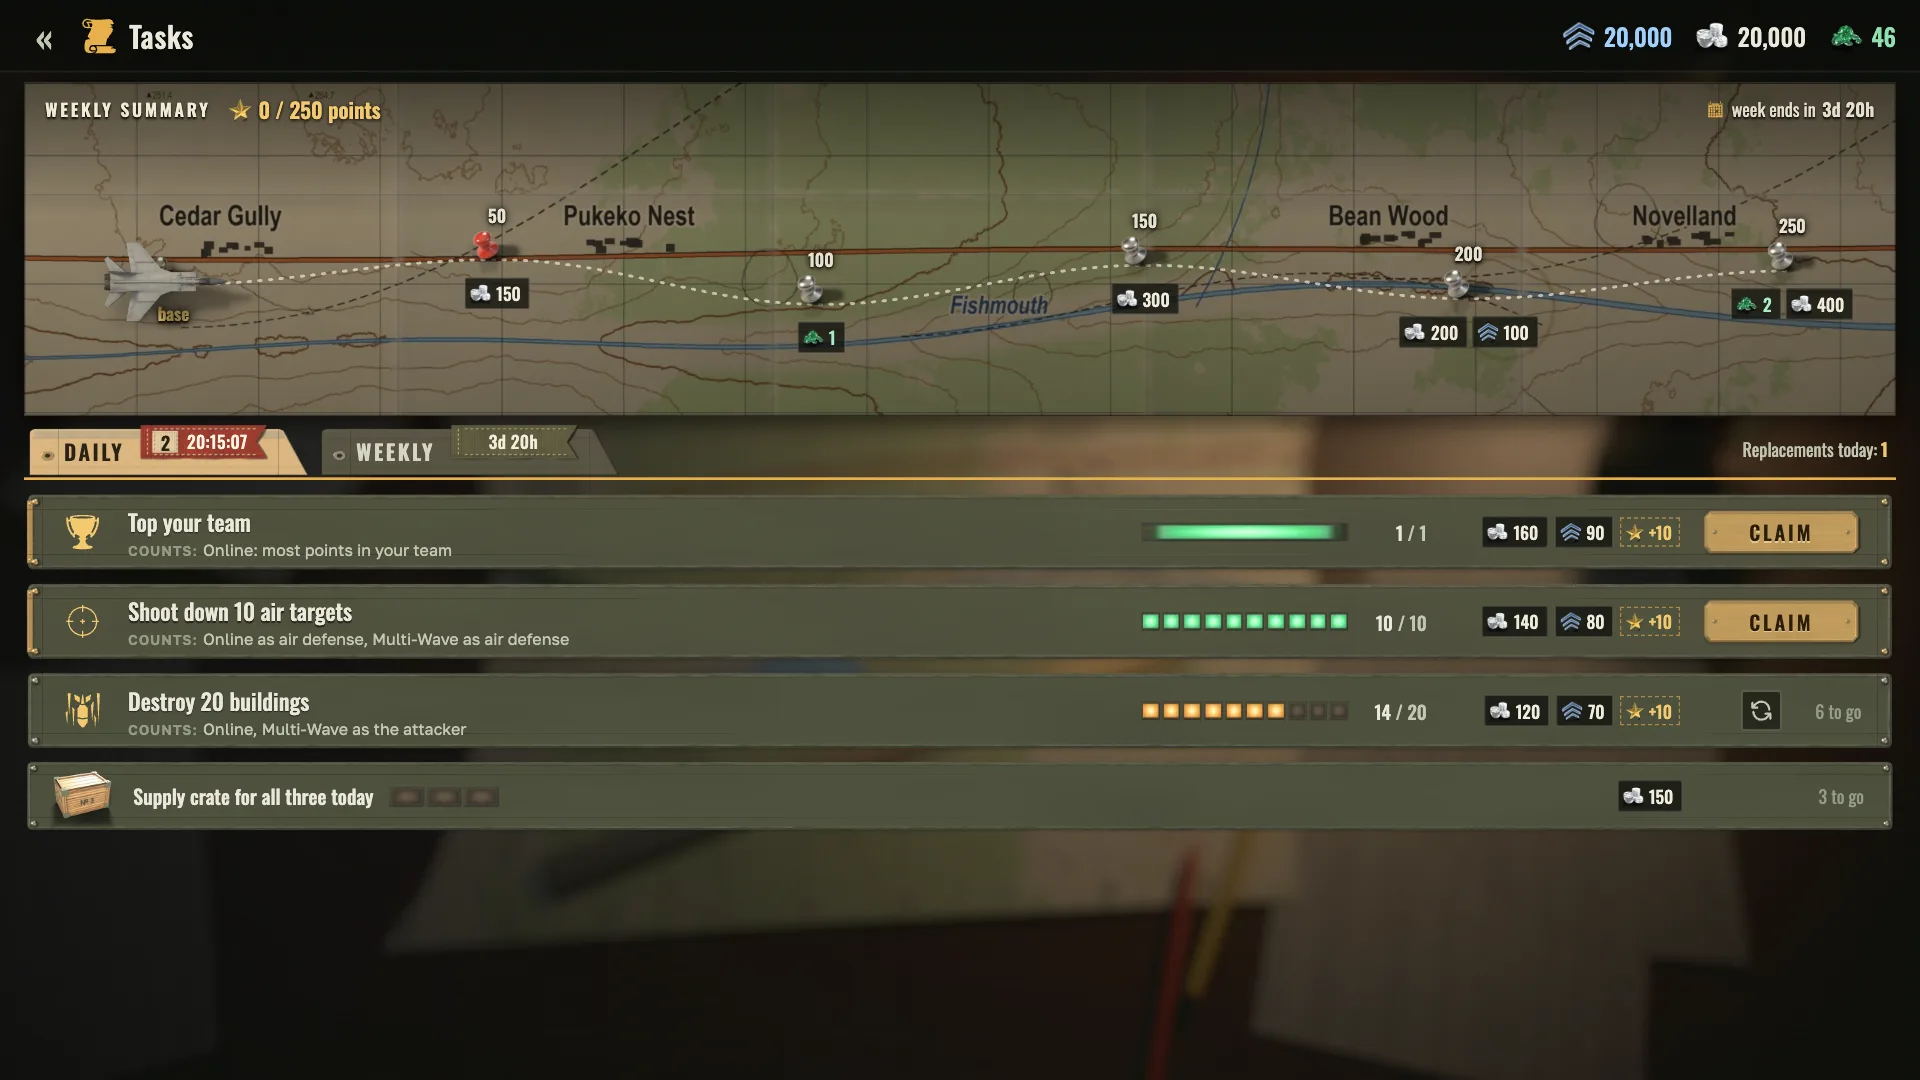 Tasks
20,000
20,000
46
WEEKLY SUMMARY
0 / 250 points
week ends in 3d 20h
Cedar Gully
Pukeko Nest
Bean Wood
Novelland
Fishmouth
base
50
150
100
1
150
300
200
200
100
250
2
400
DAILY
2
20:15:07
WEEKLY
3d 20h
Replacements today: 1
Top your team
COUNTS: Online: most points in your team
1 / 1
160
90
+10
CLAIM
Shoot down 10 air targets
COUNTS: Online as air defense, Multi-Wave as air defense
10 / 10
140
80
+10
CLAIM
Destroy 20 buildings
COUNTS: Online, Multi-Wave as the attacker
14 / 20
120
70
+10
6 to go
Supply crate for all three today
150
3 to go